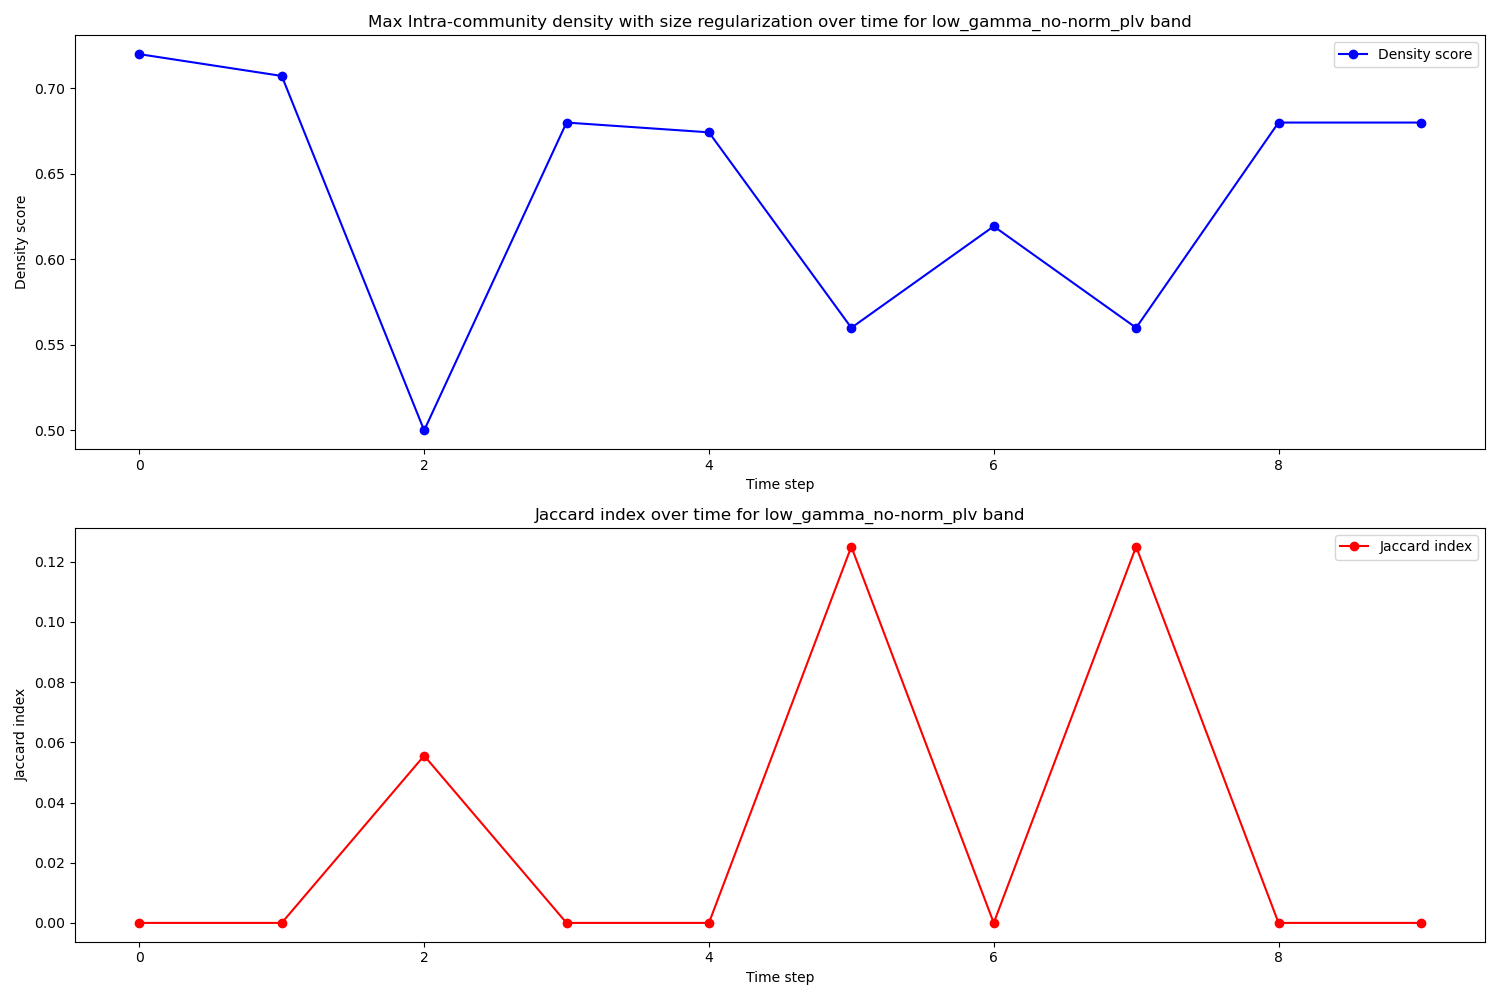 Max Intra-community density with size regularization over time for low_gamma_no-norm_plv band
Density score
0.70
0.65
0.60
0.55
0.50
Density score
0 2 4 6 8
Time step
Jaccard index over time for low_gamma_no-norm_plv band
Jaccard index
0.12
0.10
0.08
0.06
0.04
0.02
0.00
Jaccard index
0 2 4 6 8
Time step